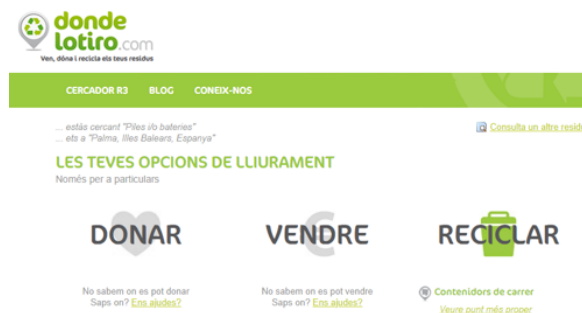 donde
lotiro.com
Ven, dóna i recicla els teus residus
CERCADOR R3 BLOG CONEIX-NOS
... estás cercant "Piles i/o bateries"
... ets a "Palma, Illes Balears, Espanya"
Consulta un altre resid
LES TEVES OPCIONS DE LLIURAMENT
Només per a particulars
DONAR VENDRE RECICLAR
No sabem on es pot donar
Saps on? Ens ajudes?
No sabem on es pot vendre
Saps on? Ens ajudes?
Contenidors de carrer
Veure punt més proper